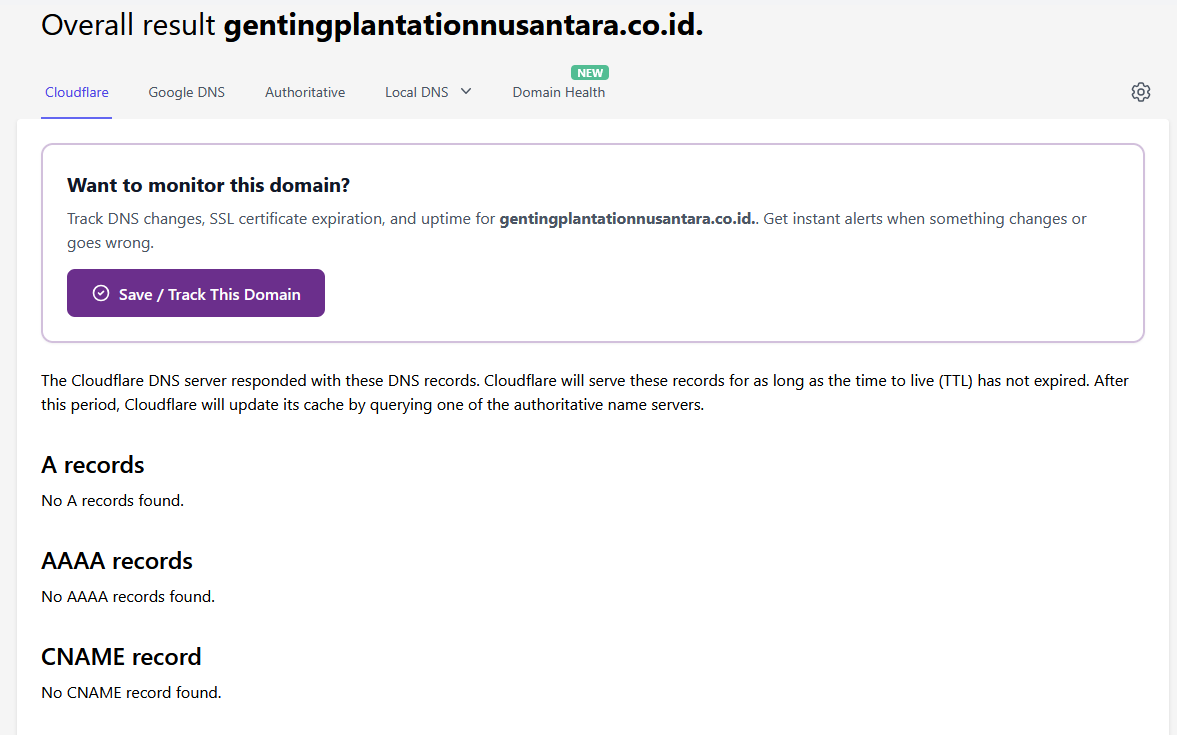 Overall result gentingplantationnusantara.co.id.
NEW
Cloudflare Google DNS Authoritative Local DNS Domain Health
Want to monitor this domain?
Track DNS changes, SSL certificate expiration, and uptime for gentingplantationnusantara.co.id.. Get instant alerts when something changes or
goes wrong.
Save / Track This Domain
The Cloudflare DNS server responded with these DNS records. Cloudflare will serve these records for as long as the time to live (TTL) has not expired. After
this period, Cloudflare will update its cache by querying one of the authoritative name servers.
A records
No A records found.
AAAA records
No AAAA records found.
CNAME record
No CNAME record found.